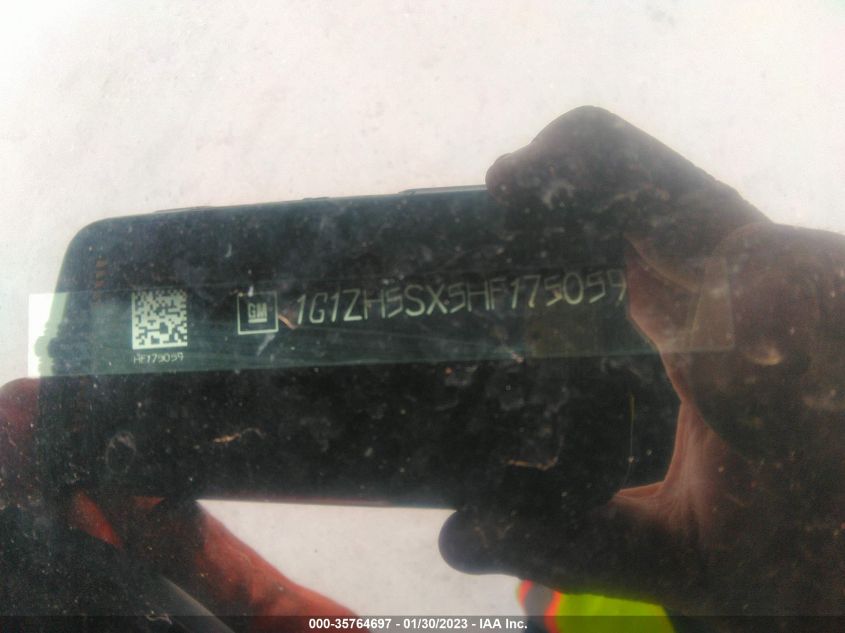 GM 1G1ZH5SX5HF175059
HF175059
000-35764697 - 01/30/2023 - IAA Inc.